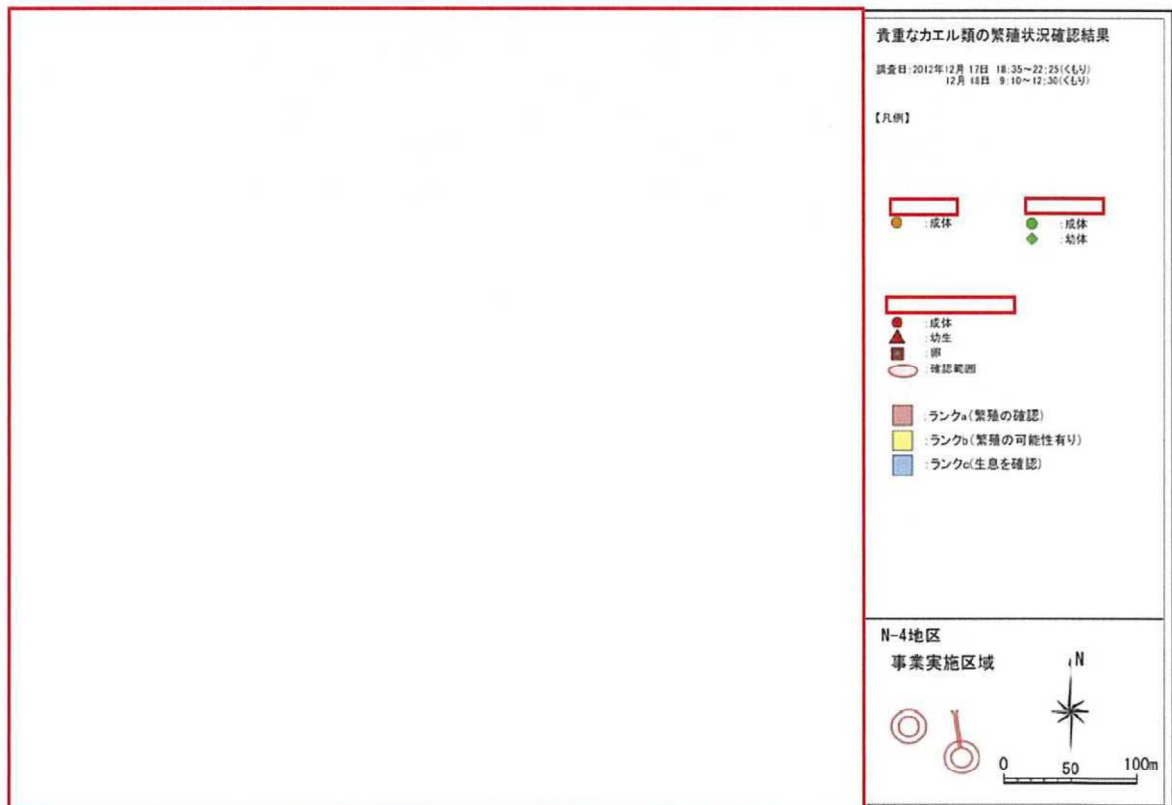 貴重なカエル類の繁殖状況確認結果
調査日:2012年12月 17日 18:35~22:25(くもり)
12月 18日 9:10~12:30(くもり)
【凡例】
:成体
:成体
:幼体
:成体
:幼生
:卵
:確認範囲
:ランクa(繁殖の確認)
:ランクb(繁殖の可能性有り)
:ランクc(生息を確認)
N-4地区
事業実施区域
N
0 50 100m